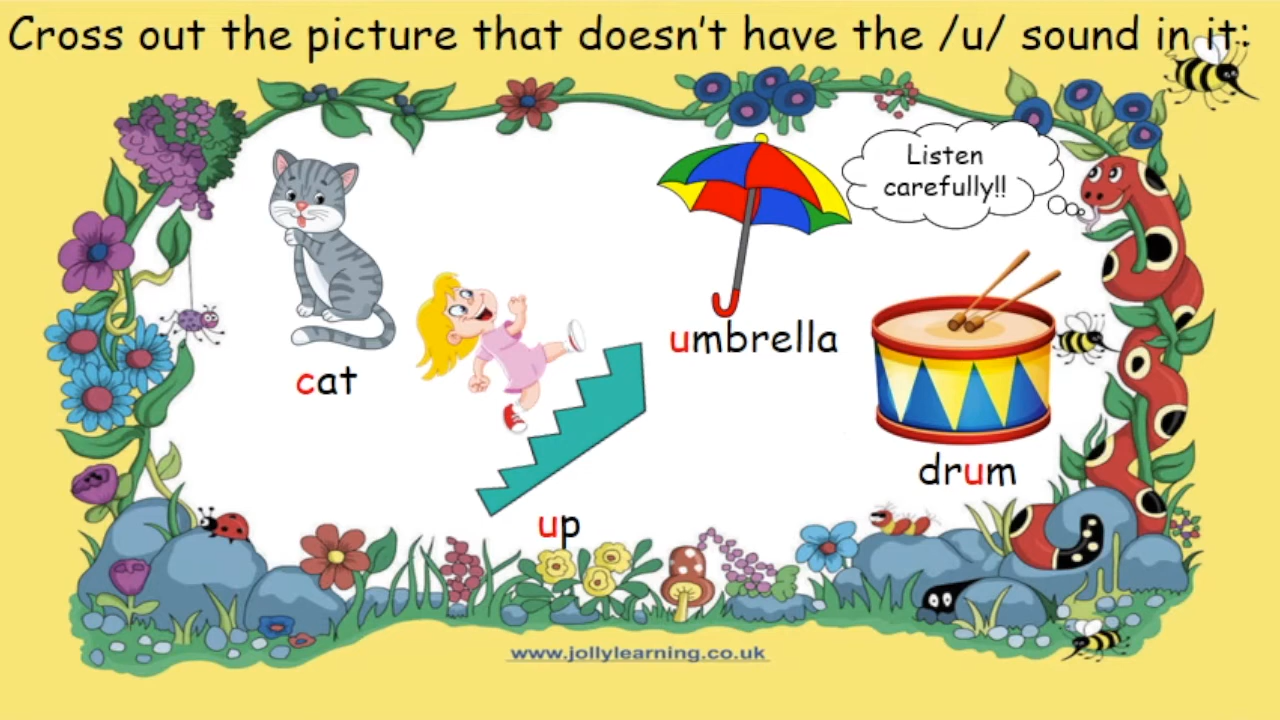 Cross out the picture that doesn't have the /u/ sound in it:
Listen
carefully!!
cat
umbrella
drum
up
www.jollylearning.co.uk